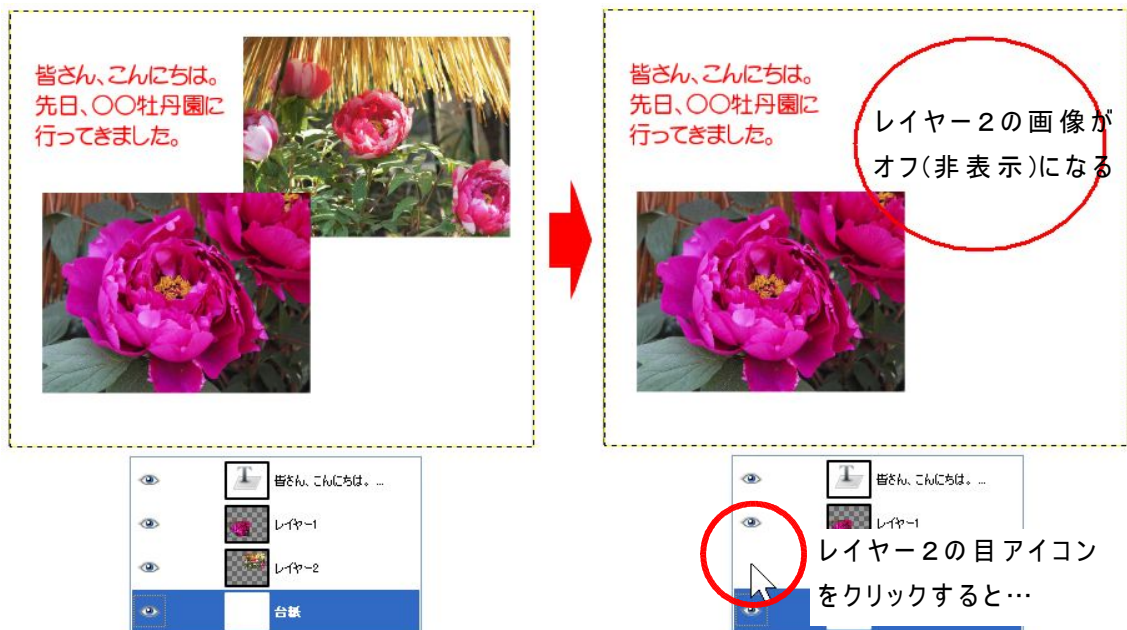 皆さん、こんにちは。
先日、○○牡丹園に
行ってきました。
皆さん、こんにちは。
先日、○○牡丹園に
行ってきました。
レイヤー2の画像が
オフ(非表示)になる
皆さん、こんにちは。...
レイヤー1
レイヤー2
台紙
皆さん、こんにちは。...
レイヤー1
レイヤー2の目アイコン
をクリックすると…